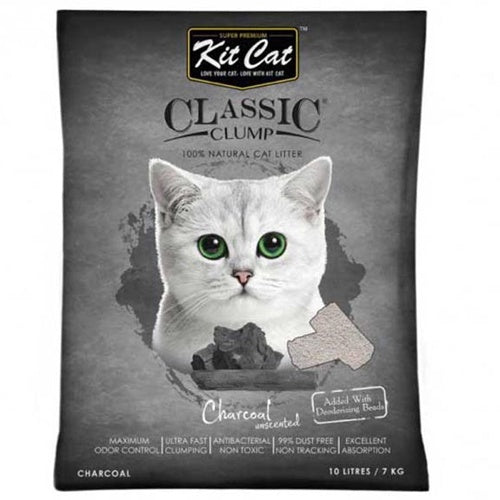 SUPER PREMIUM
Kit Cat
LOVE YOUR CAT. LOVE WITH KIT CAT
CLASSIC®
CLUMP
100% NATURAL CAT LITTER
Charcoal
unscented
Added With
Deodorising Beads
MAXIMUM
ODOR CONTROL
ULTRA FAST
CLUMPING
ANTIBACTERIAL
NON TOXIC
99% DUST FREE
NON TRACKING
EXCELLENT
ABSORPTION
CHARCOAL
10 LITRES / 7 KG